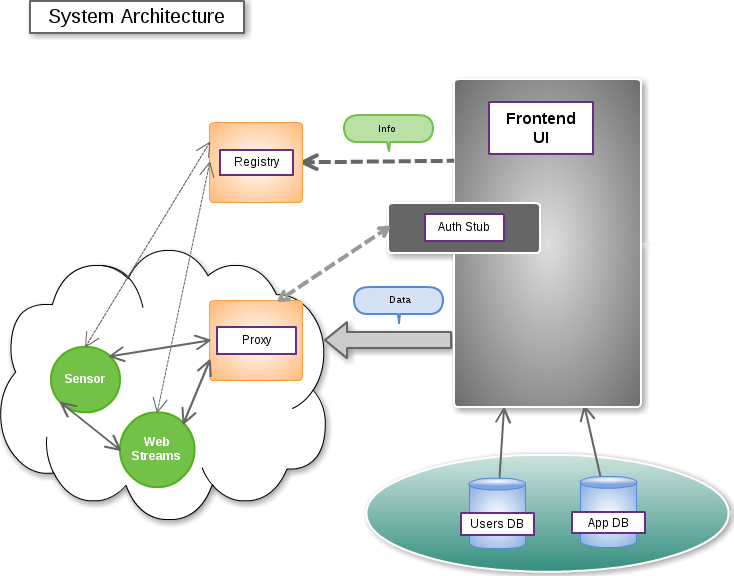 System Architecture
Info
Frontend
UI
Registry
Auth Stub
Data
Proxy
Sensor
Web
Streams
Users DB
App DB